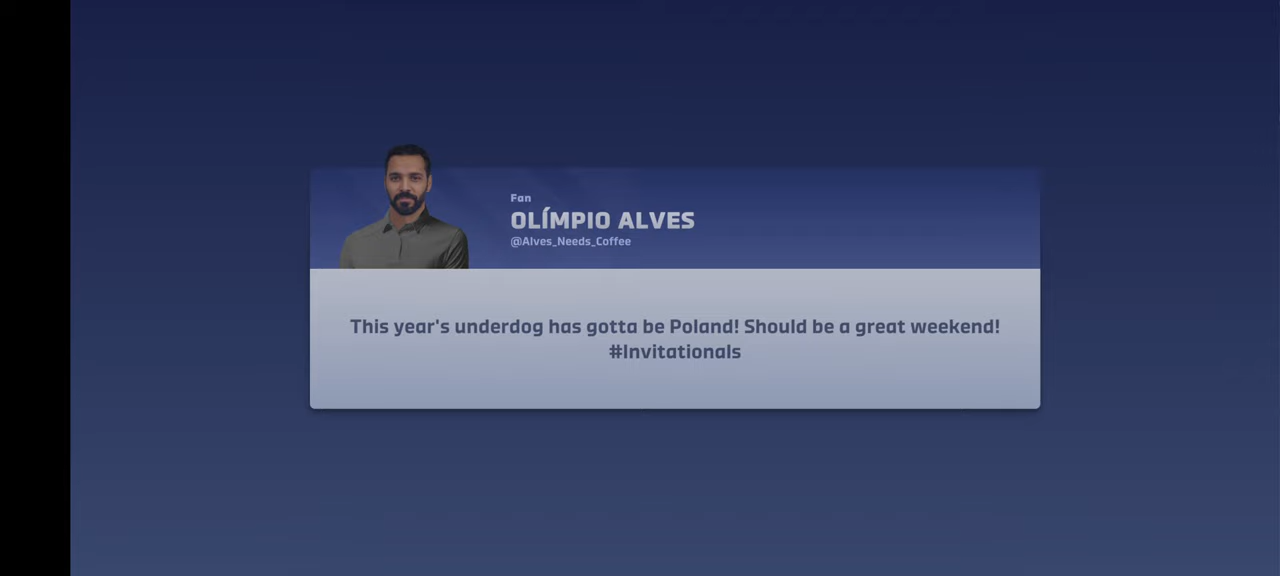 Fan
OLÍMPIO ALVES
@Alves_Needs_Coffee
This year's underdog has gotta be Poland! Should be a great weekend!
#Invitationals